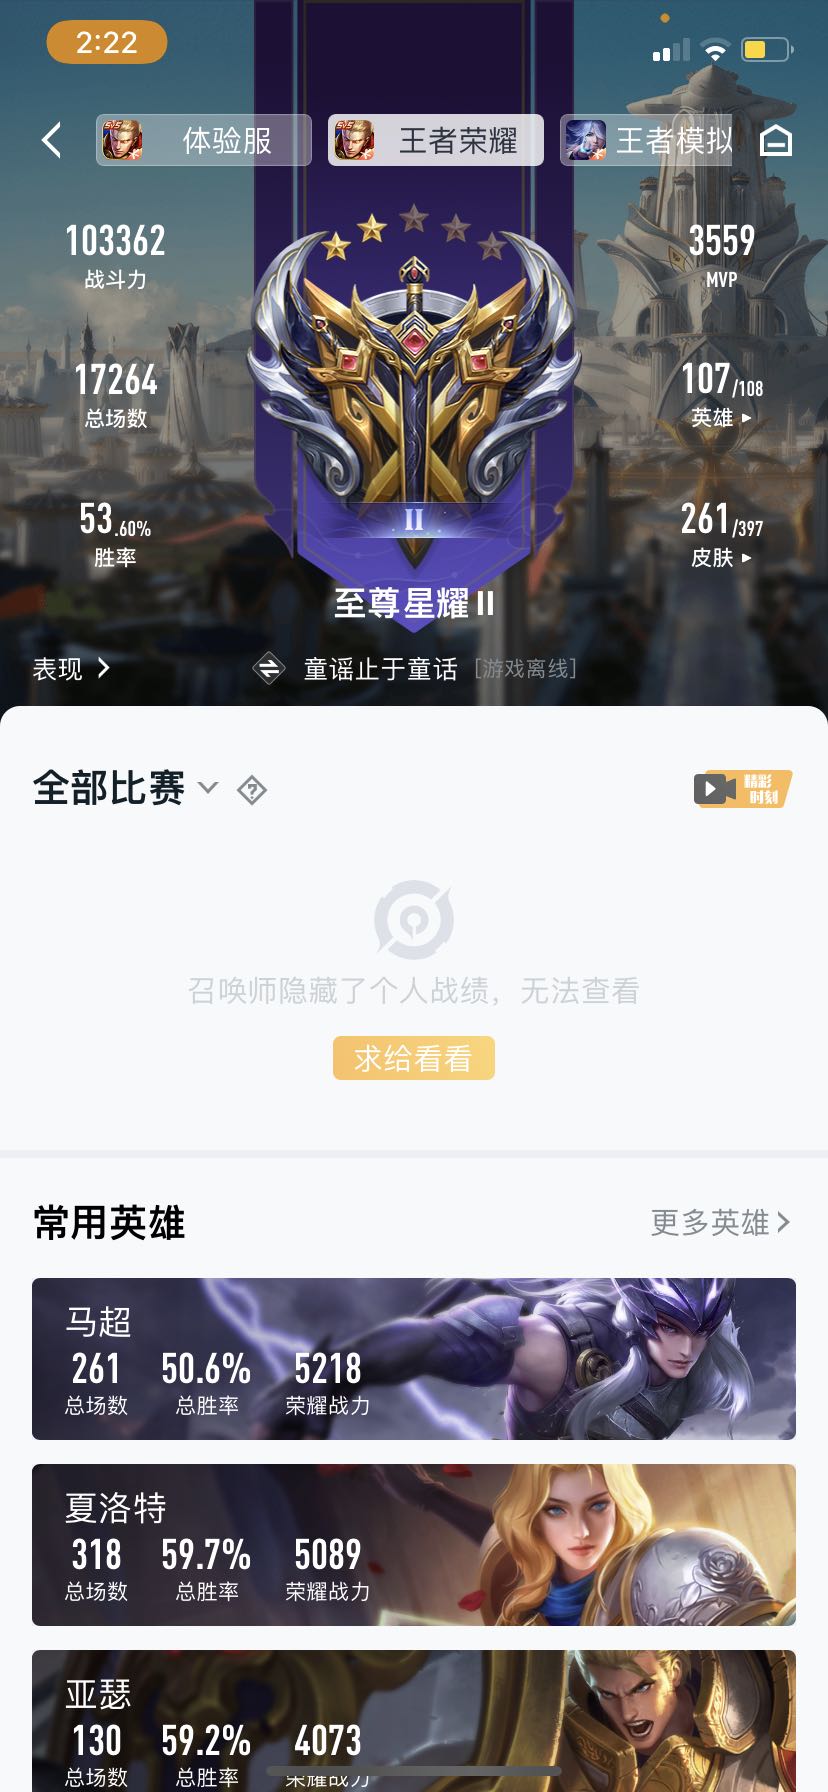 2:22
体验服
王者荣耀
王者模拟
103362
战斗力
3559
MVP
17264
总场数
107/108
英雄
53.60%
胜率
261/397
皮肤
II
至尊星耀II
表现
童谣止于童话 [游戏离线]
全部比赛
精彩
时刻
召唤师隐藏了个人战绩，无法查看
求给看看
常用英雄
更多英雄
马超
261 50.6% 5218
总场数 总胜率 荣耀战力
夏洛特
318 59.7% 5089
总场数 总胜率 荣耀战力
亚瑟
130 59.2% 4073
总场数 总胜率 荣耀战力